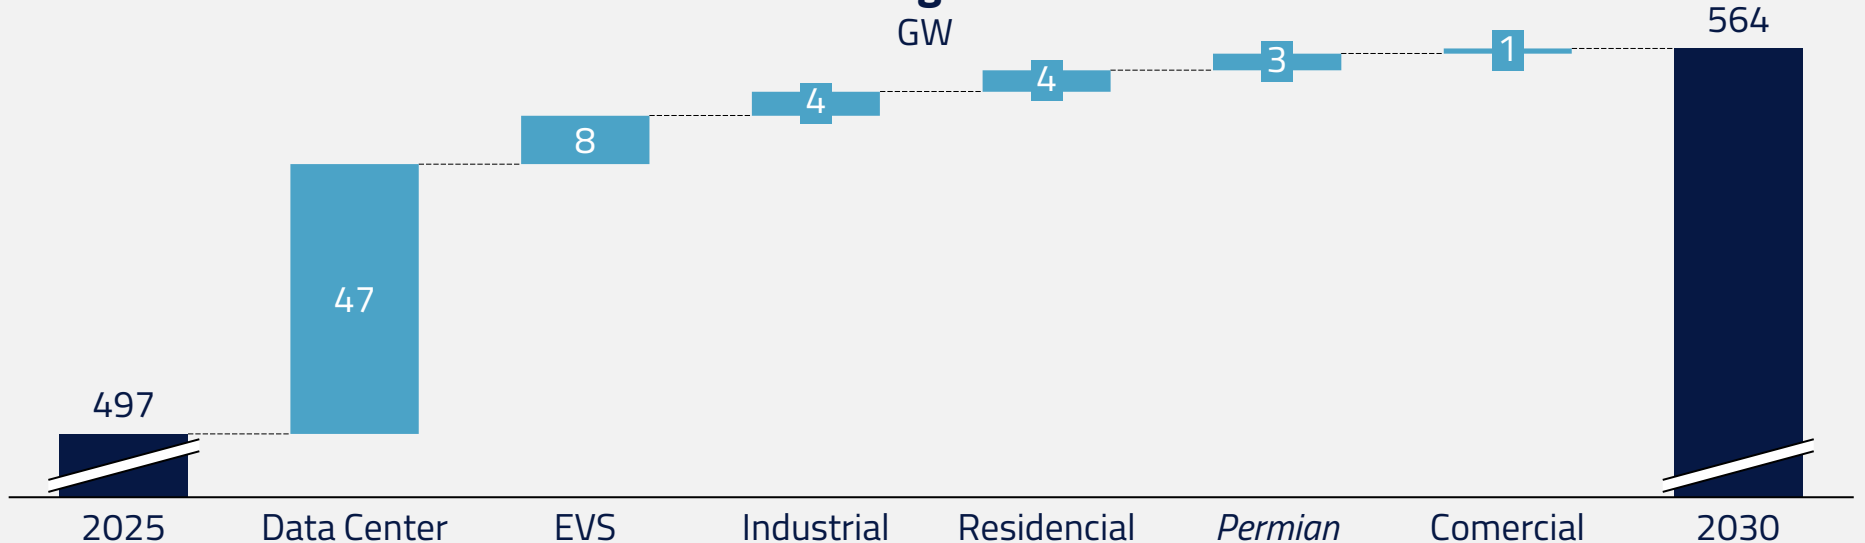 GW
497
47
8
4
4
3
1
564
2025
Data Center
EVS
Industrial
Residencial
Permian
Comercial
2030